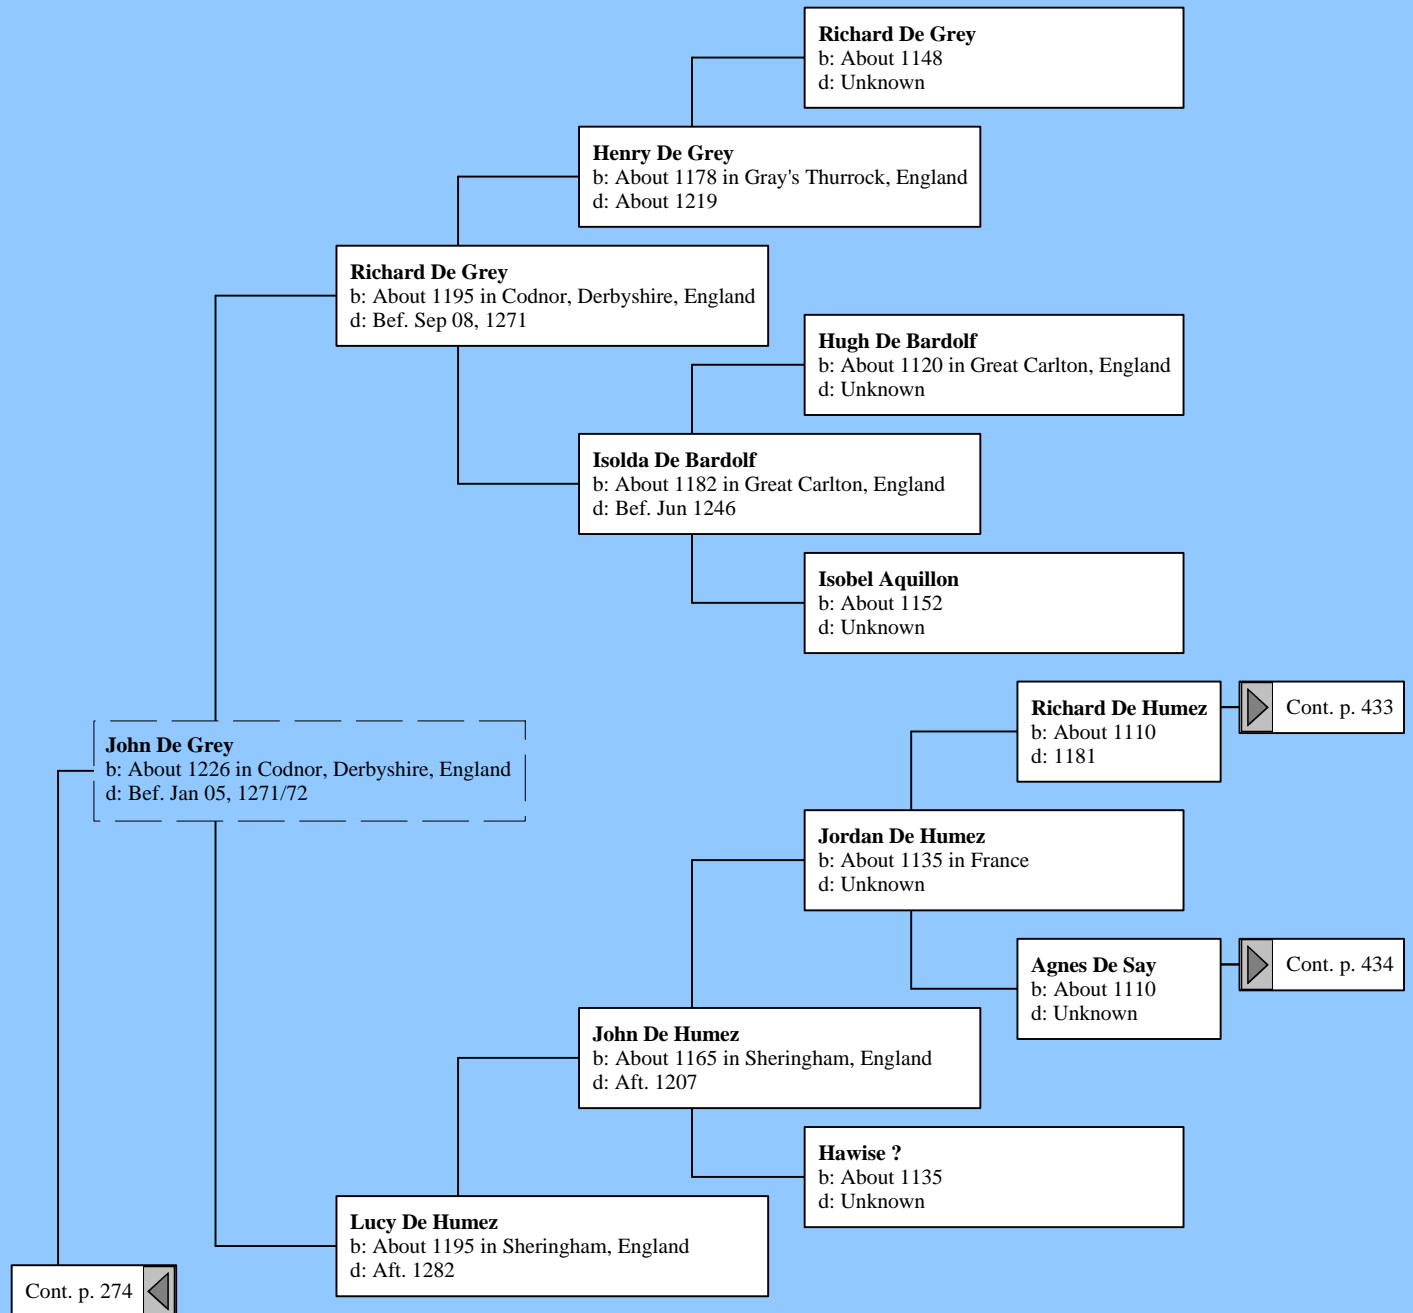 Richard De Grey
b: About 1148
d: Unknown
Henry De Grey
b: About 1178 in Gray's Thurrock, England
d: About 1219
Richard De Grey
b: About 1195 in Codnor, Derbyshire, England
d: Bef. Sep 08, 1271
Hugh De Bardolf
b: About 1120 in Great Carlton, England
d: Unknown
Isolda De Bardolf
b: About 1182 in Great Carlton, England
d: Bef. Jun 1246
Isobel Aquillon
b: About 1152
d: Unknown
Richard De Humez
b: About 1110
d: 1181
Cont. p. 433
John De Grey
b: About 1226 in Codnor, Derbyshire, England
d: Bef. Jan 05, 1271/72
Jordan De Humez
b: About 1135 in France
d: Unknown
Agnes De Say
b: About 1110
d: Unknown
Cont. p. 434
John De Humez
b: About 1165 in Sheringham, England
d: Aft. 1207
Hawise ?
b: About 1135
d: Unknown
Lucy De Humez
b: About 1195 in Sheringham, England
d: Aft. 1282
Cont. p. 274